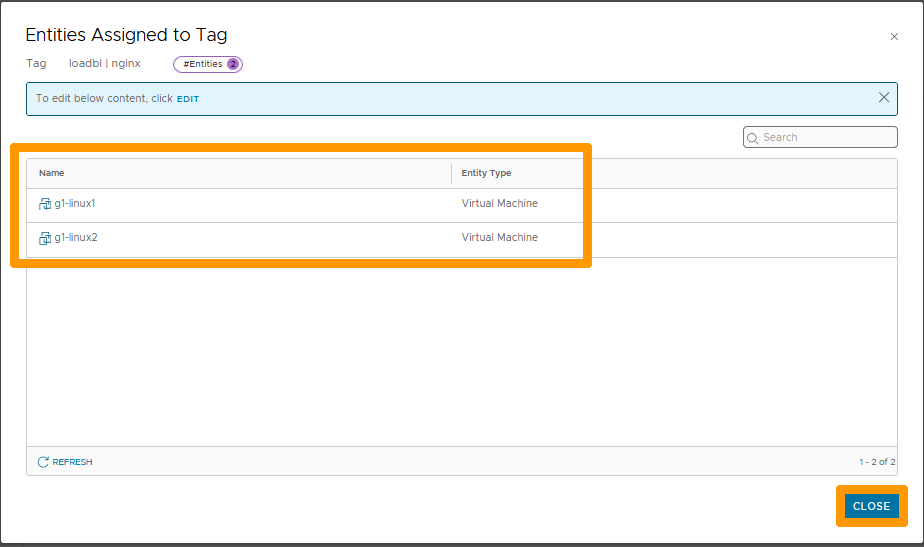 Entities Assigned to Tag
Tag loadbl | nginx #Entities 2
To edit below content, click EDIT
Search
Name Entity Type
g1-linux1 Virtual Machine
g1-linux2 Virtual Machine
REFRESH 1 - 2 of 2
CLOSE